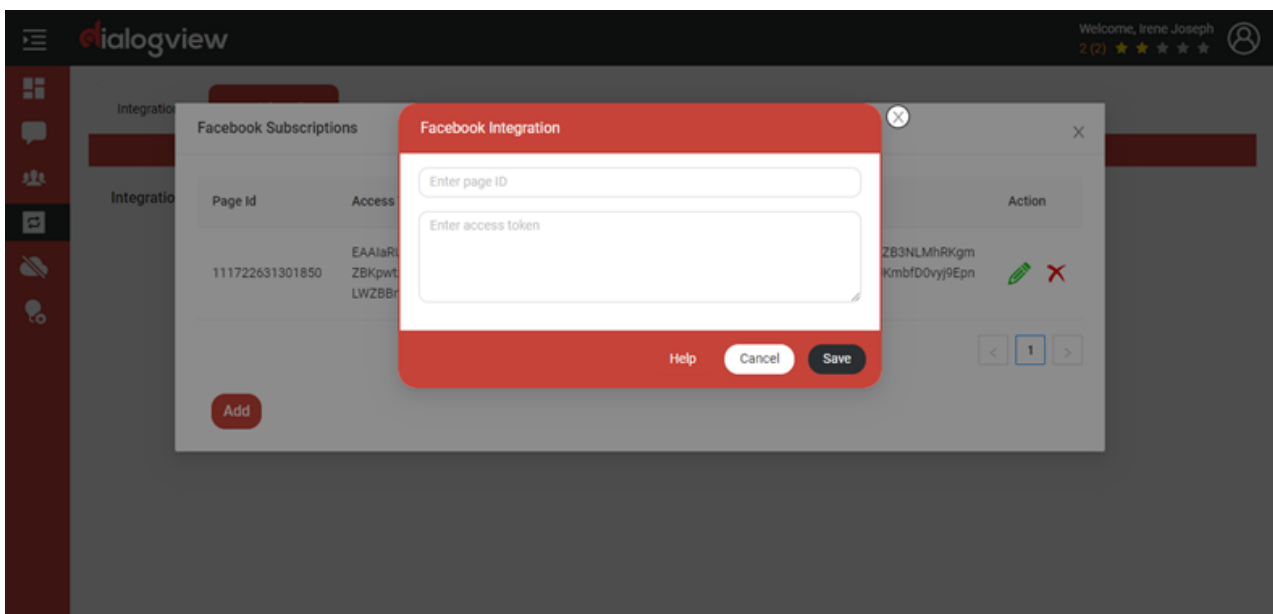 dialogview
Welcome, Irene Joseph
2 (2)
Integratio
Facebook Subscriptions
Facebook Integration
Integratio
Page Id
Access
Action
Enter page ID
Enter access token
111722631301850
EAAIaR
ZBKpwt
LWZBBr
ZB3NLMhRKgm
KmbfD0vyj9Epn
Help
Cancel
Save
1
Add